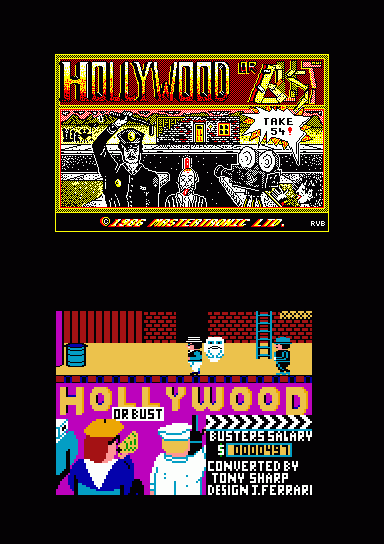 HOLLYWOOD OR BUST
TAKE
54!
© 1986 MASTERTRONIC LTD.
RVB
HOLLYWOOD
OR BUST
BUSTERS SALARY
$ 0000497
CONVERTED BY
TONY SHARP
DESIGN J.FERRARI